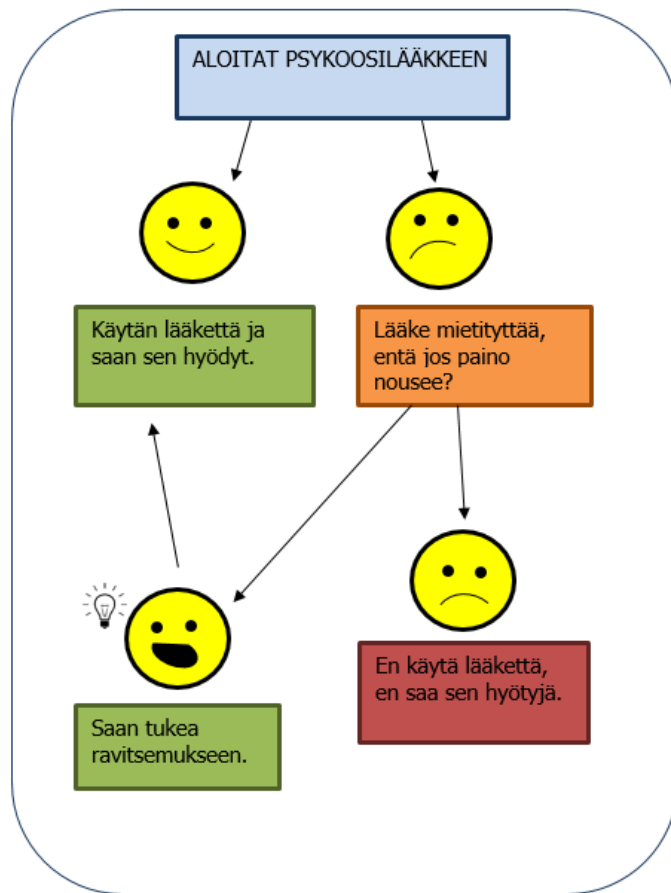 ALOITAT PSYKOOSILÄÄKKEEN
Käytän lääkettä ja
saan sen hyödyt.
Lääke mietityttää,
entä jos paino
nousee?
En käytä lääkettä,
en saa sen hyötyjä.
Saan tukea
ravitsemukseen.